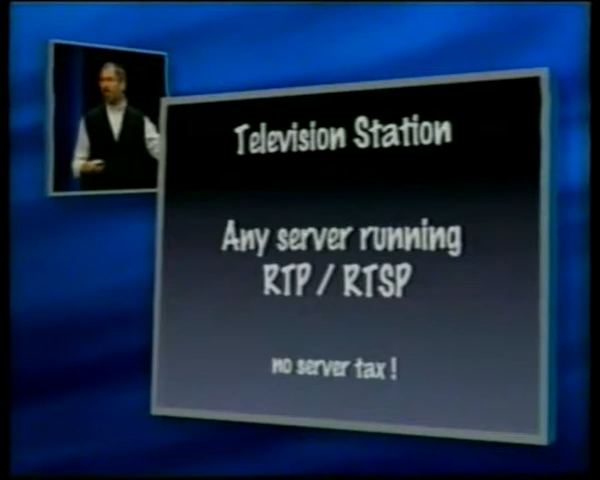 Television Station
Any server running
RTP / RTSP
no server tax!